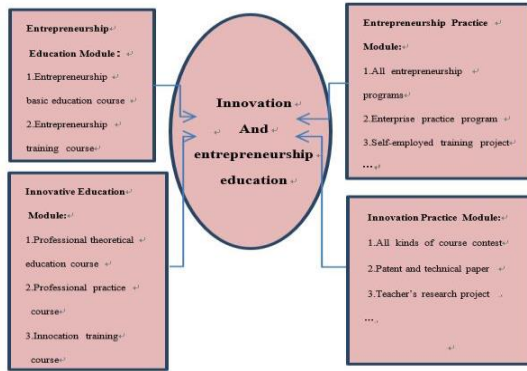 Entrepreneurship
Education Module：
1.Entrepreneurship
basic education course
2.Entrepreneurship
training course
Innovative Education
Module:
1.Professional theoretical
education course
2.Professional practice
course
3.Innocation training
course
Innovation
And
entrepreneurship
education
Entrepreneurship Practice
Module:
1.All entrepreneurship
programs
2.Enterprise practice program
3.Self-employed training project
…
Innovation Practice Module:
1.All kinds of course contest
2.Patent and technical paper
3.Teacher's research project
…